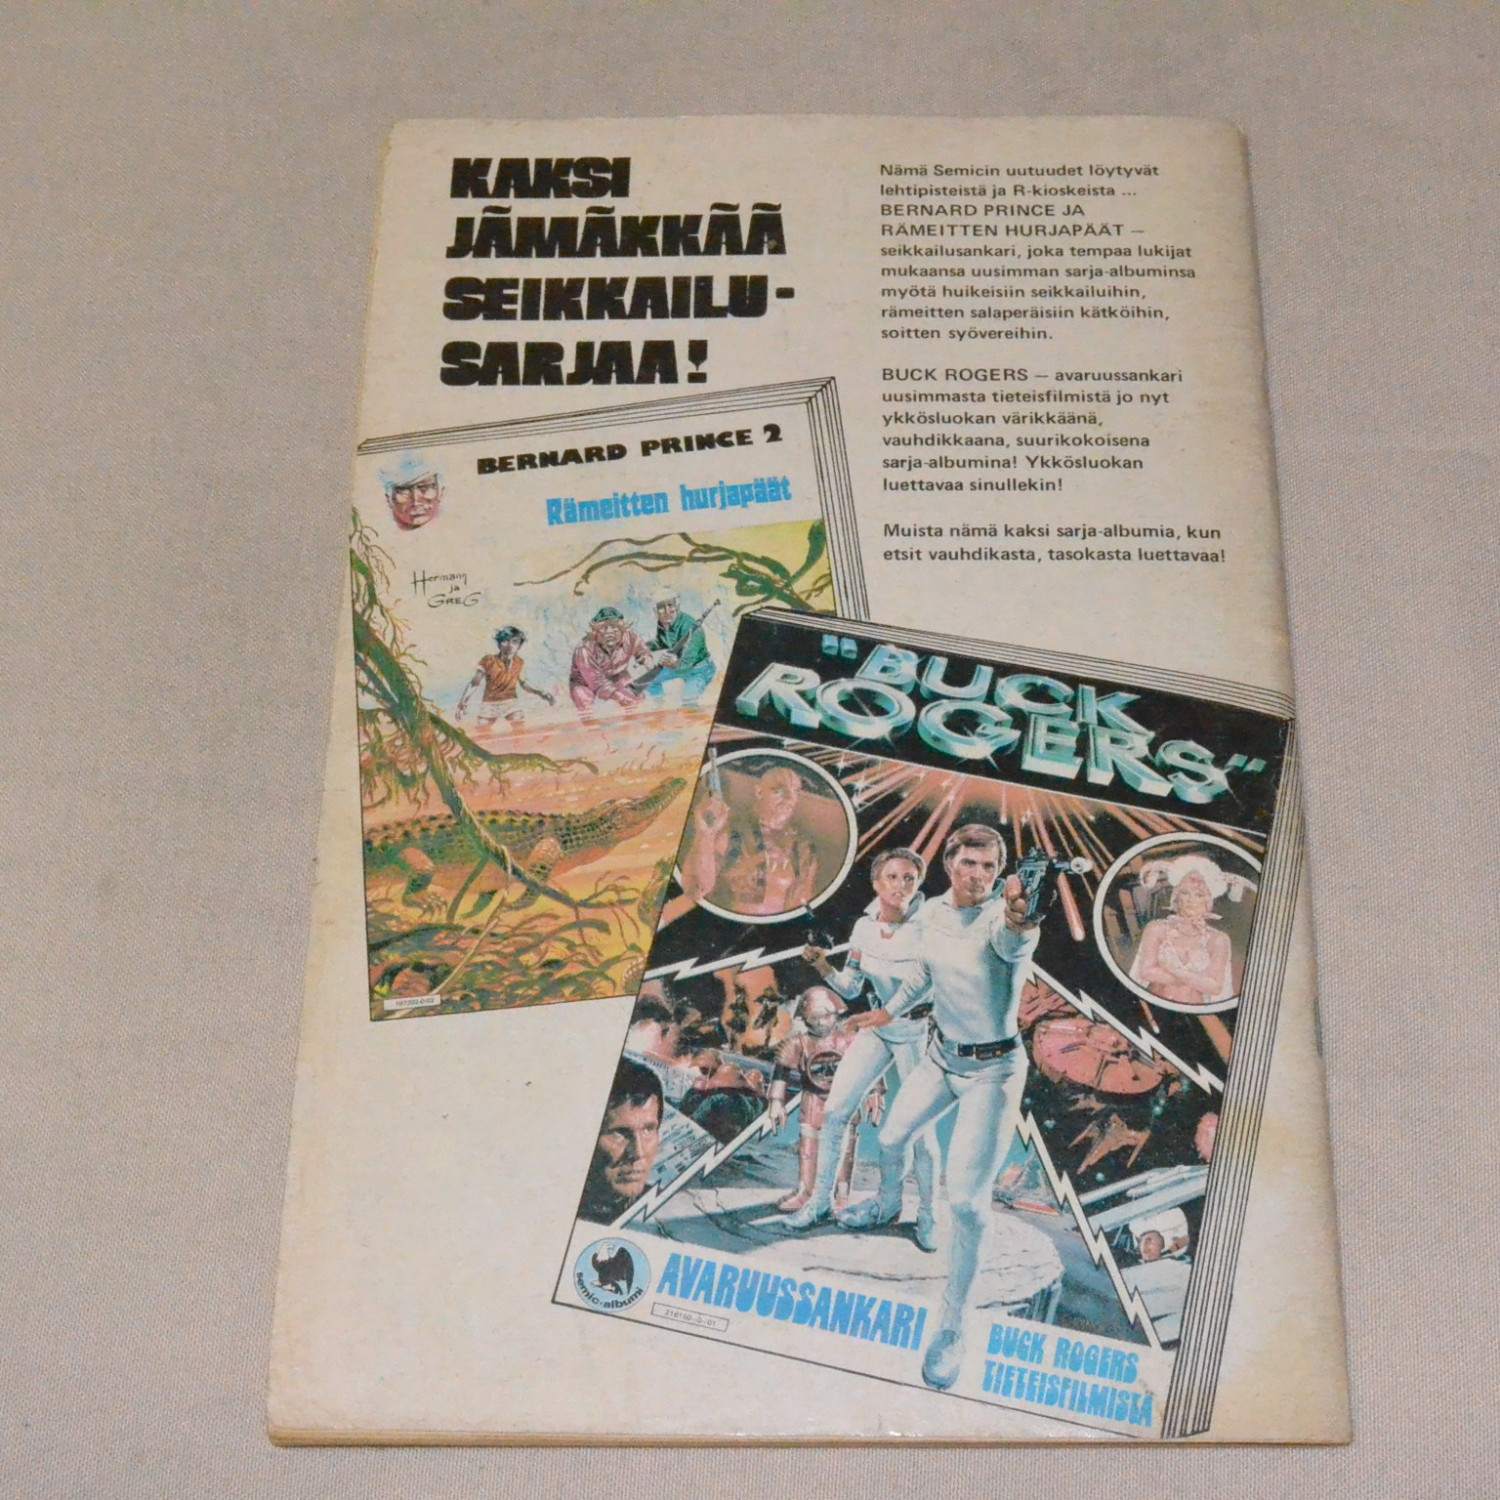 KAKSI
JÄMÄKKÄÄ
SEIKKAILU-
SARJAA!
Nämä Semicin uutuudet löytyvät
lehtipisteistä ja R-kioskeista ...
BERNARD PRINCE JA
RÄMEITTEN HURJAPÄÄT —
seikkailusankari, joka tempaa lukijat
mukaansa uusimman sarja-albuminsa
myötä huikeisiin seikkailuihin,
rämeitten salaperäisiin kätköihin,
soitten syövereihin.
BUCK ROGERS — avaruussankari
uusimmasta tieteisfilmistä jo nyt
ykkösluokan värikkäänä,
vauhdikkaana, suurikokoisena
sarja-albumina! Ykkösluokan
luettavaa sinullekin!
Muista nämä kaksi sarja-albumia, kun
etsit vauhdikasta, tasokasta luettavaa!
BERNARD PRINCE 2
Rämeitten hurjapäät
Hermann
ja
GREG
"BUCK
ROGERS"
semic-albumi
AVARUUSSANKARI
BUCK ROGERS
TIETEISFILMISTÄ